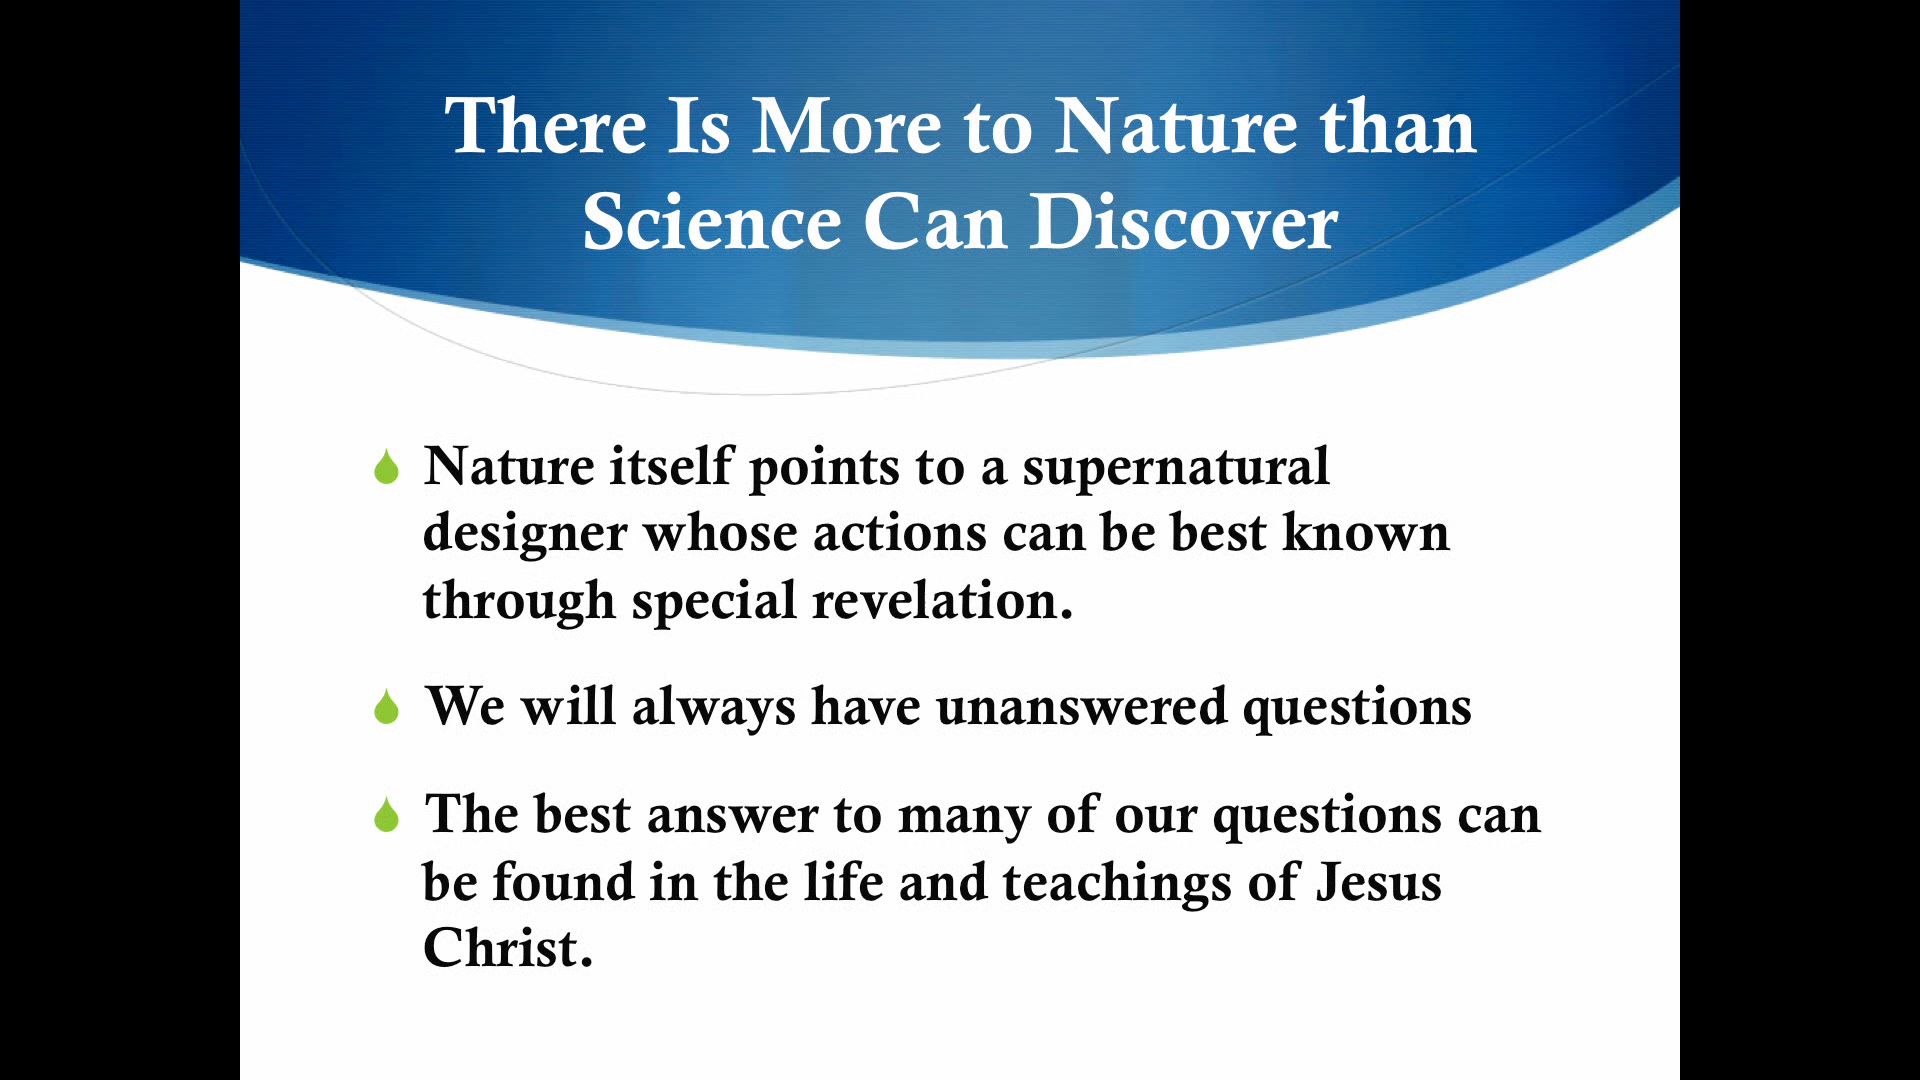 There Is More to Nature than
Science Can Discover
Nature itself points to a supernatural
designer whose actions can be best known
through special revelation.
We will always have unanswered questions
The best answer to many of our questions can
be found in the life and teachings of Jesus
Christ.